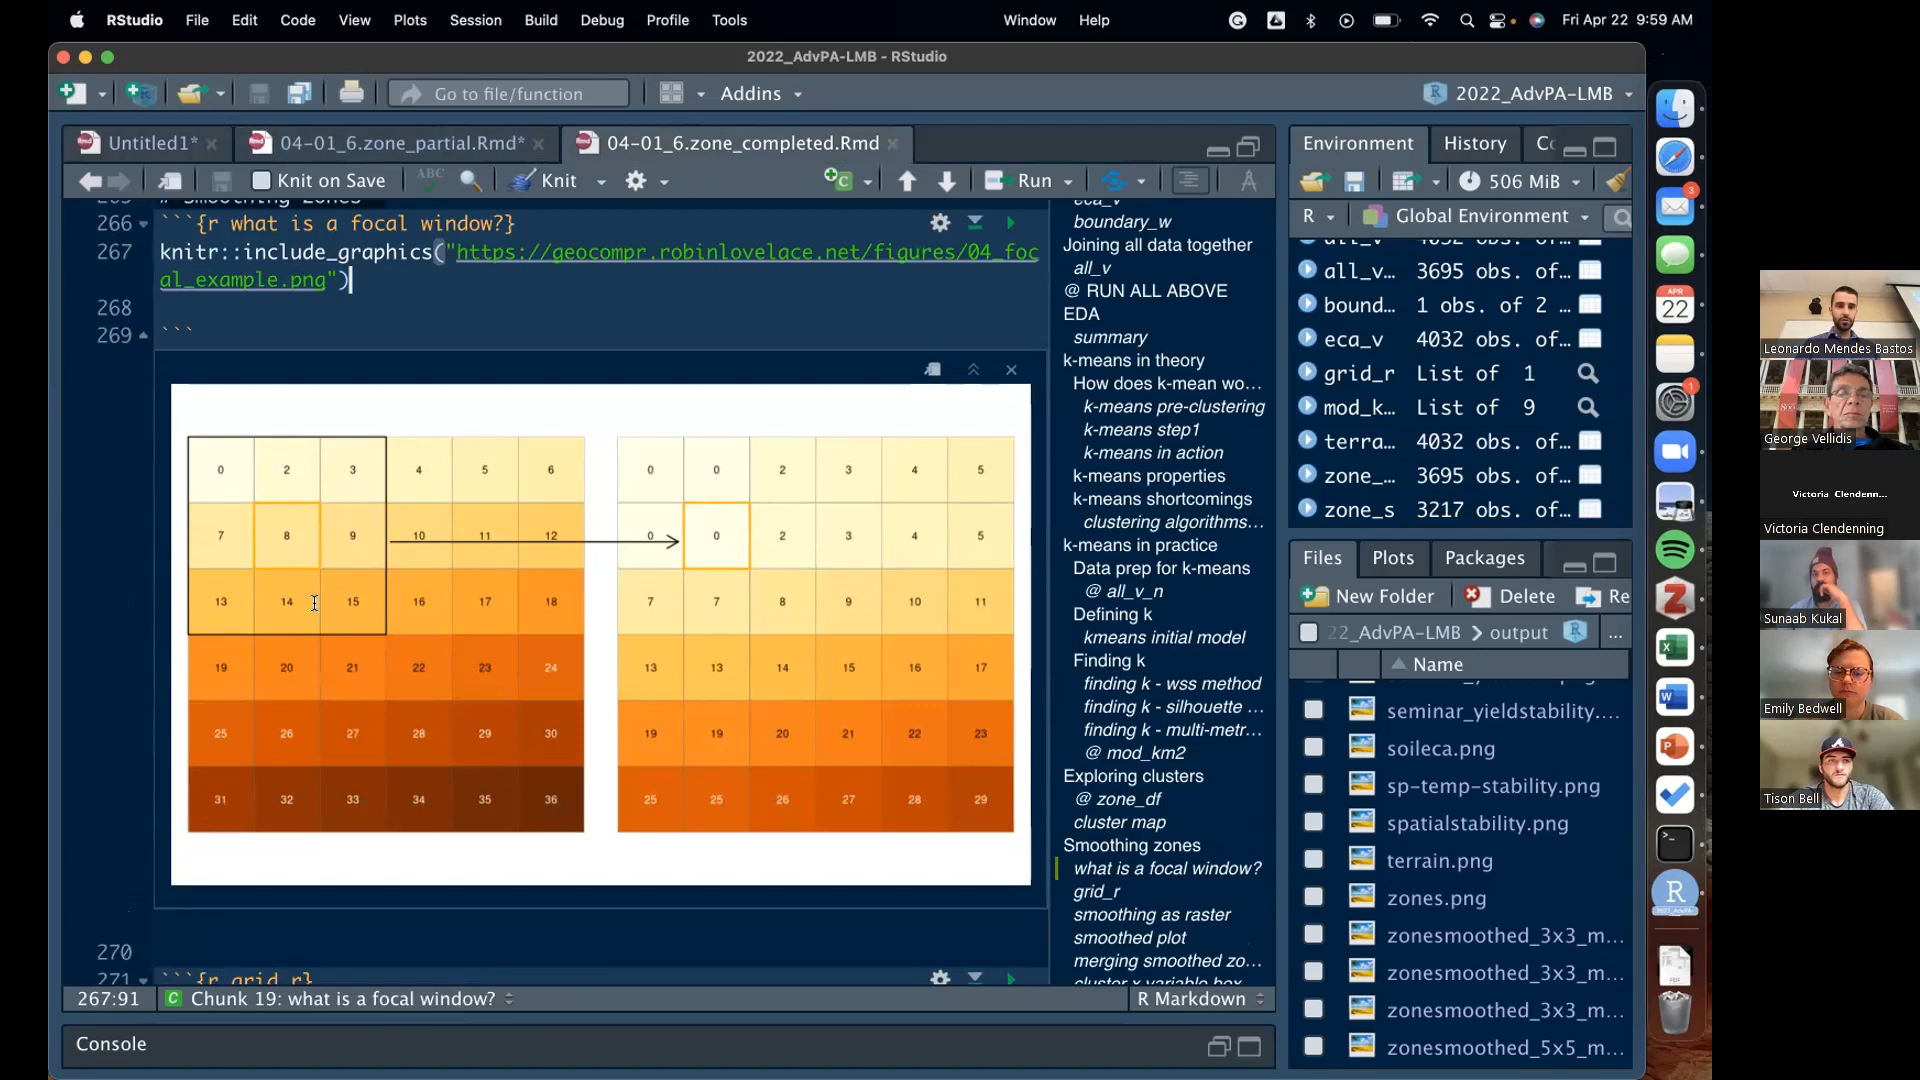 RStudio File Edit Code View Plots Session Build Debug Profile Tools Window Help Fri Apr 22 9:59 AM
2022_AdvPA-LMB - RStudio
Go to file/function Addins 2022_AdvPA-LMB
Untitled1* 04-01_6.zone_partial.Rmd* 04-01_6.zone_completed.Rmd
Knit on Save ABC Knit Run
266 ```{r what is a focal window?}
267 knitr::include_graphics("https://geocompr.robinlovelace.net/figures/04_foc
al_example.png")
268
269 ```
0 2 3 4 5 6 0 0 2 3 4 5
7 8 9 10 11 12 0 0 2 3 4 5
13 14 15 16 17 18 7 7 8 9 10 11
19 20 21 22 23 24 13 13 14 15 16 17
25 26 27 28 29 30 19 19 20 21 22 23
31 32 33 34 35 36 25 25 26 27 28 29
270
271 ```{r grid_r}
267:91 Chunk 19: what is a focal window? R Markdown
Console
boundary_w
Joining all data together
all_v
@ RUN ALL ABOVE
EDA
summary
k-means in theory
How does k-mean wo...
k-means pre-clustering
k-means step1
k-means in action
k-means properties
k-means shortcomings
clustering algorithms...
k-means in practice
Data prep for k-means
@ all_v_n
Defining k
kmeans initial model
Finding k
finding k - wss method
finding k - silhouette ...
finding k - multi-metr...
@ mod_km2
Exploring clusters
@ zone_df
cluster map
Smoothing zones
what is a focal window?
grid_r
smoothing as raster
smoothed plot
merging smoothed zo...
cluster x variable box
Environment History
506 MiB
R Global Environment
all_v... 3695 obs. of...
bound... 1 obs. of 2 ...
eca_v 4032 obs. of...
grid_r List of 1
mod_k... List of 9
terra... 4032 obs. of...
zone_... 3695 obs. of...
zone_s 3217 obs. of...
Files Plots Packages
New Folder Delete Re
22_AdvPA-LMB > output ...
Name
seminar_yieldstability....
soileca.png
sp-temp-stability.png
spatialstability.png
terrain.png
zones.png
zonesmoothed_3x3_m...
zonesmoothed_3x3_m...
zonesmoothed_3x3_m...
zonesmoothed_5x5_m...
3
APR
22
1
Leonardo Mendes Bastos
George Vellidis
Victoria Clendenn...
Victoria Clendenning
Sunaab Kukal
Emily Bedwell
Tison Bell